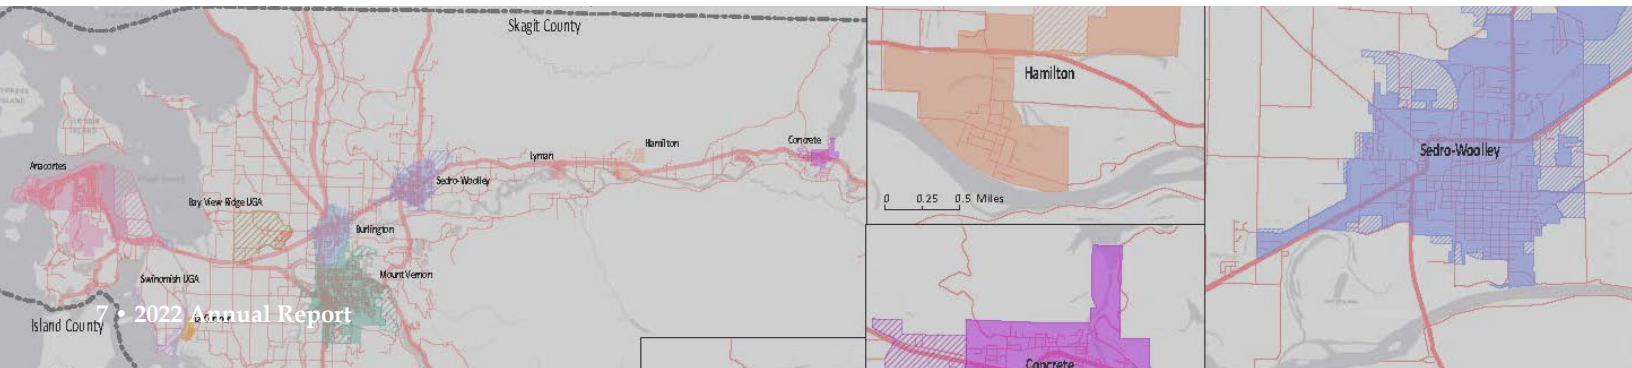 Skagit County
Anacortes
Bay View Ridge UGA
Swinomish UGA
Burlington
Mount Vernon
Sedro-Woolley
Lyman
Hamilton
Concrete
Island County
7 • 2022 Annual Report
Hamilton
0 0.25 0.5 Miles
Concrete
Sedro-Woolley